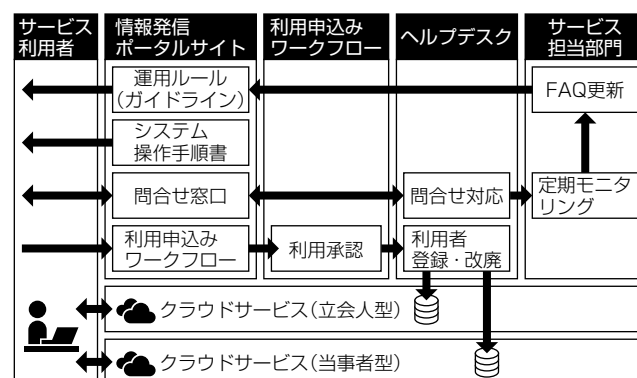 サービス
利用者
情報発信
ポータルサイト
利用申込み
ワークフロー
ヘルプデスク
サービス
担当部門
運用ルール
(ガイドライン)
FAQ更新
システム
操作手順書
問合せ窓口
問合せ対応
定期モニタ
リング
利用申込み
ワークフロー
利用承認
利用者
登録・改廃
クラウドサービス(立会人型)
クラウドサービス(当事者型)